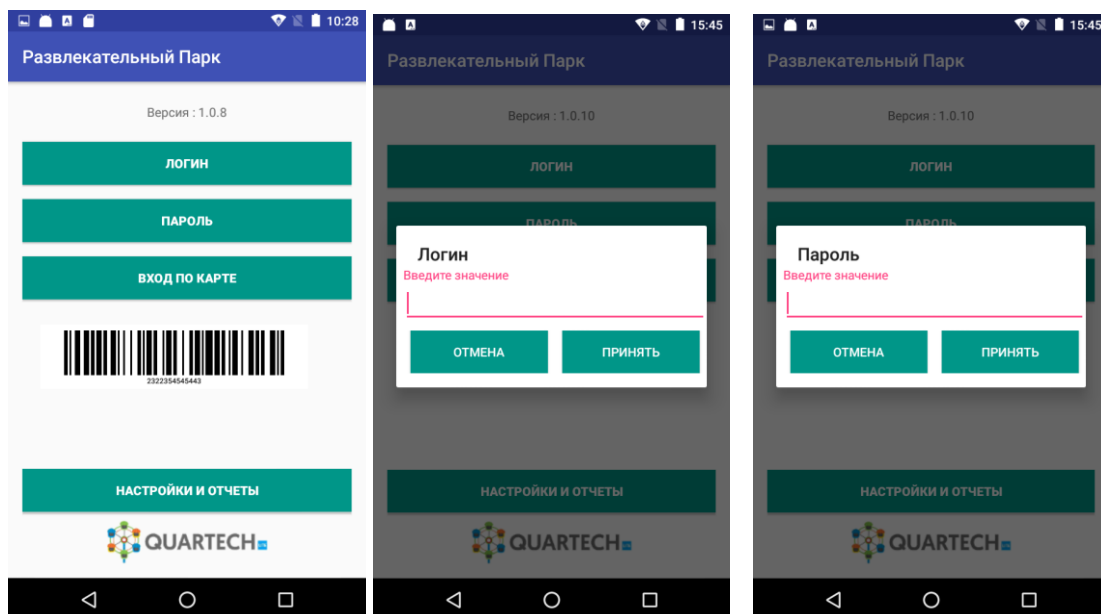 10:28
Развлекательный Парк
Версия : 1.0.8
ЛОГИН
ПАРОЛЬ
ВХОД ПО КАРТЕ
2322354545443
НАСТРОЙКИ И ОТЧЕТЫ
QUARTECH
15:45
Развлекательный Парк
Версия : 1.0.10
ЛОГИН
ПАРОЛЬ
Логин
Введите значение
ОТМЕНА
ПРИНЯТЬ
НАСТРОЙКИ И ОТЧЕТЫ
QUARTECH
15:45
Развлекательный Парк
Версия : 1.0.10
ЛОГИН
ПАРОЛЬ
Пароль
Введите значение
ОТМЕНА
ПРИНЯТЬ
НАСТРОЙКИ И ОТЧЕТЫ
QUARTECH